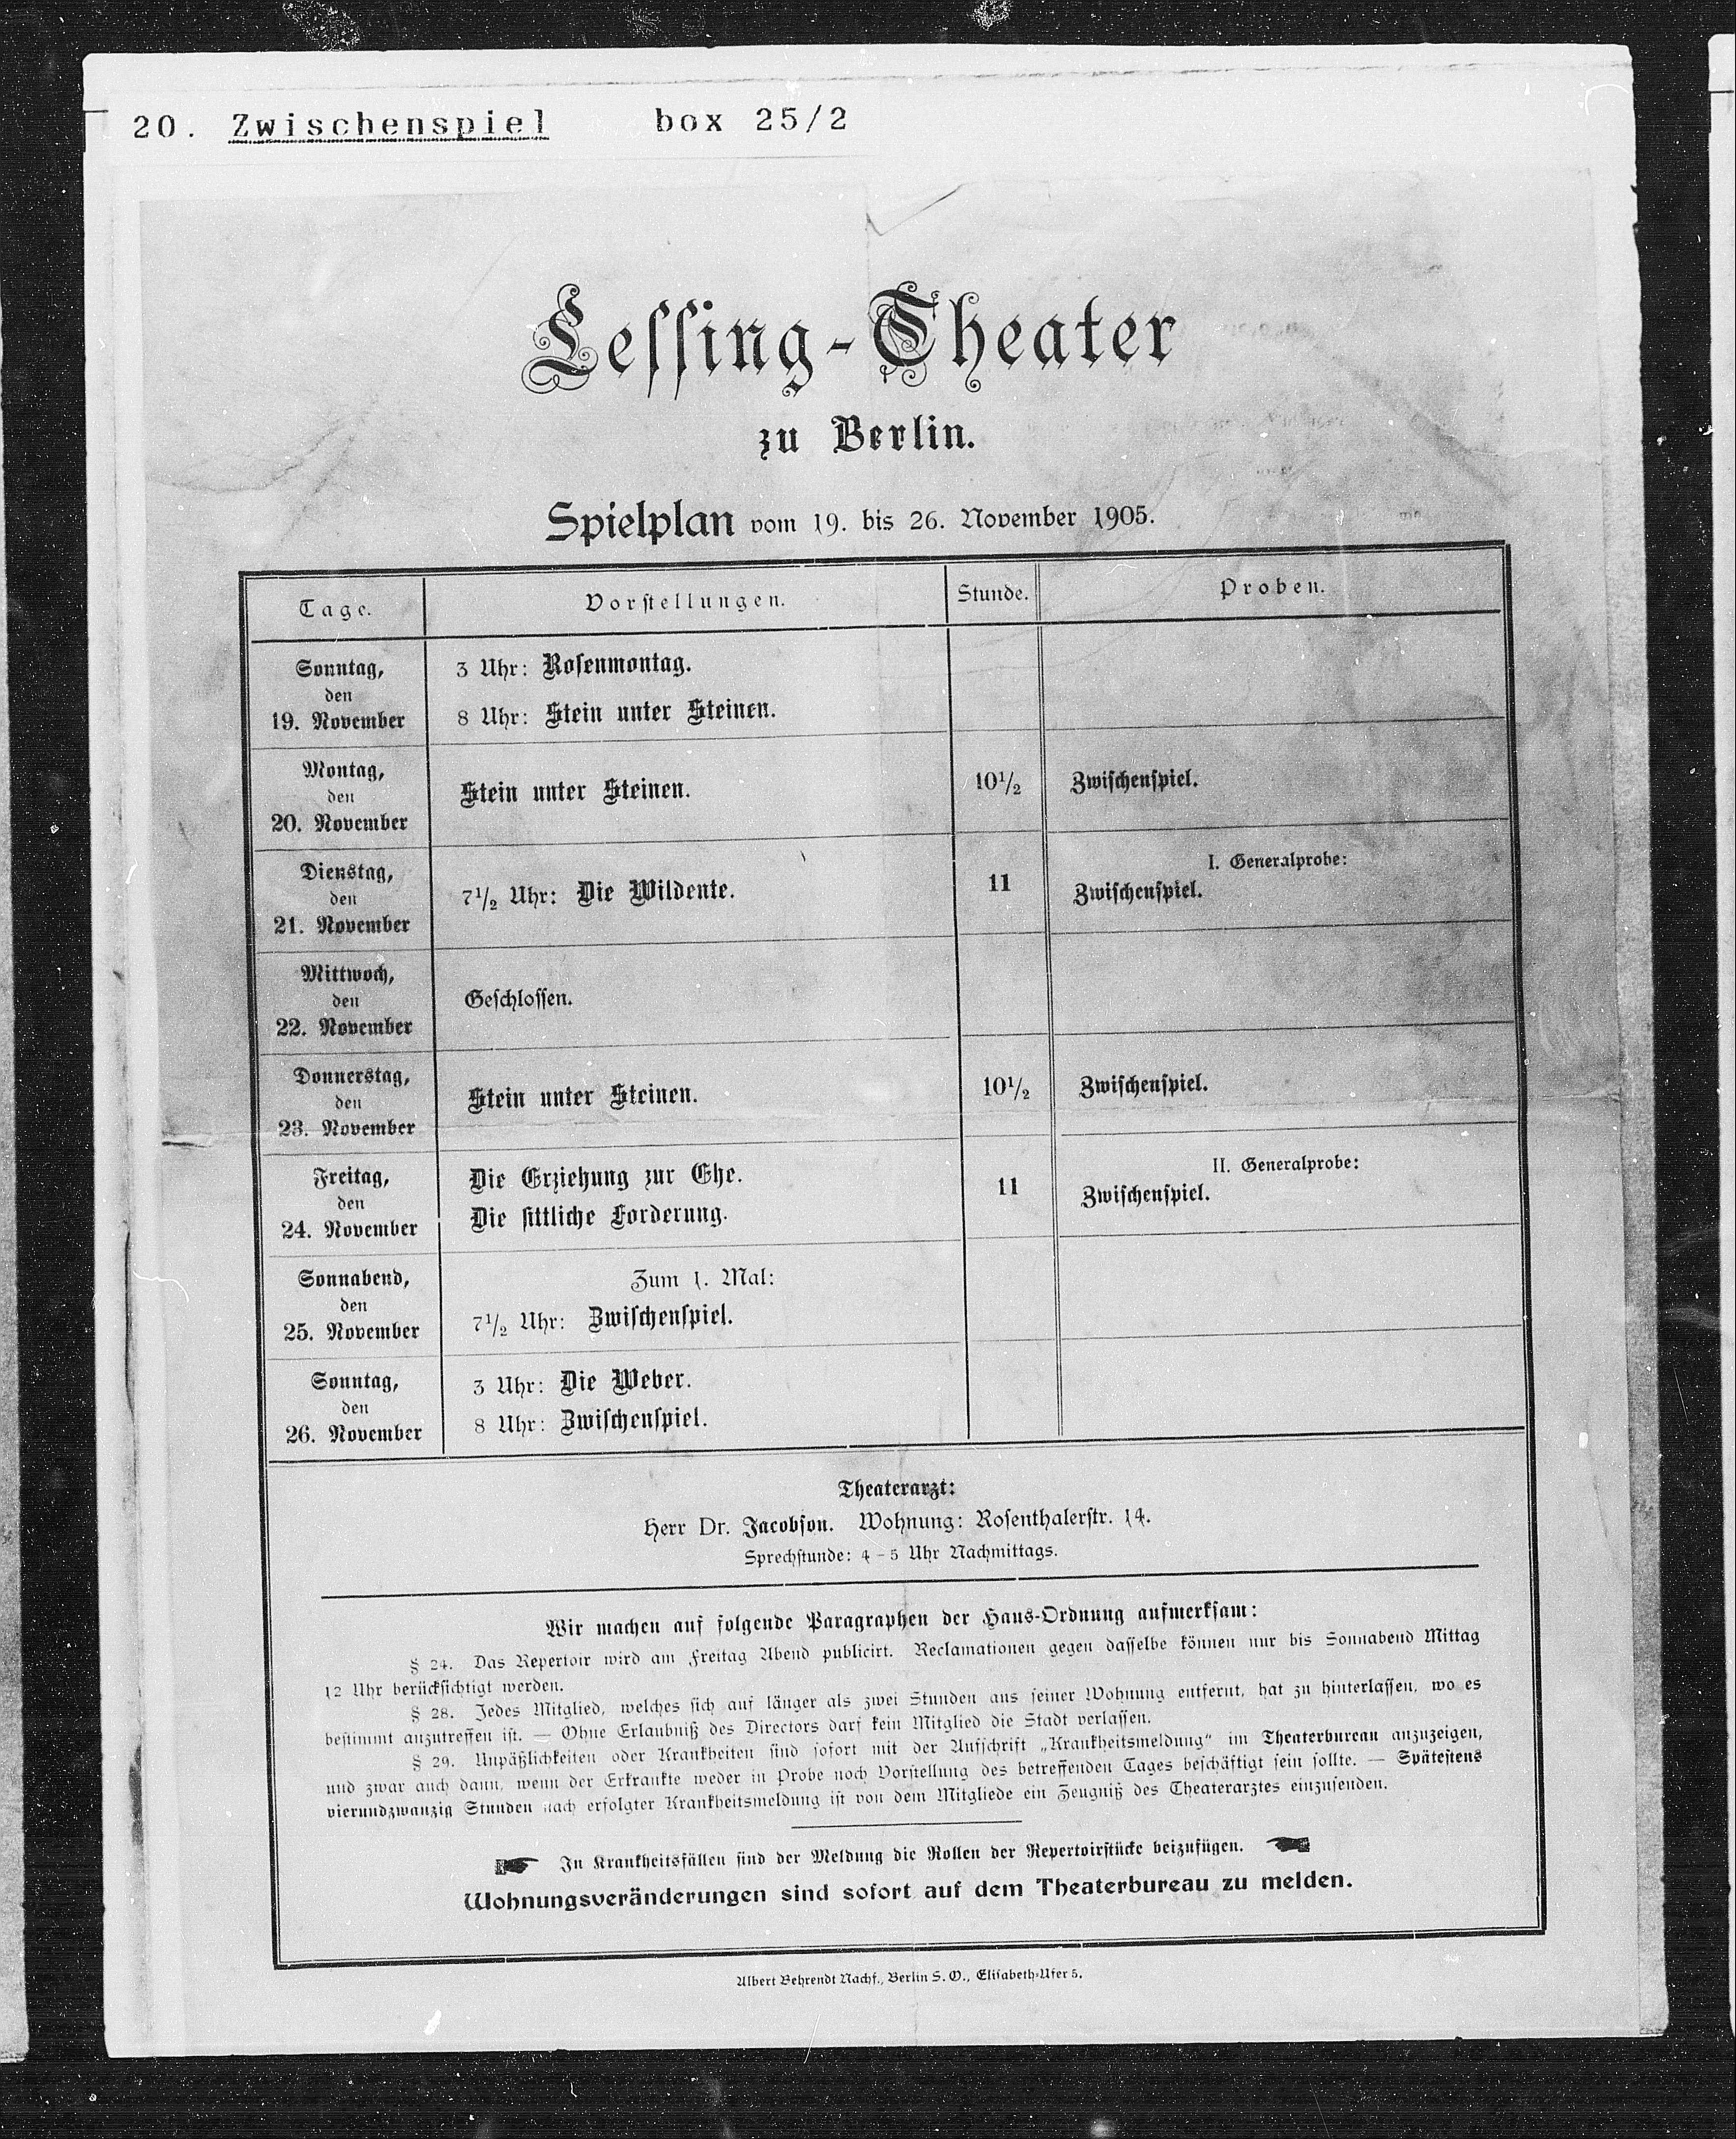 20. Zwischenspiel box 25/2
Lessing-Theater
zu Berlin.
Spielplan vom 19. bis 26. November 1905.
Tage. Vorstellungen. Stunde. Proben.
Sonntag,
den
19. November
3 Uhr: Rosenmontag.
8 Uhr: Stein unter Steinen.
Montag,
den
20. November
Stein unter Steinen.
10½ Zwischenspiel.
Dienstag,
den
21. November
7½ Uhr: Die Wildente.
11
I. Generalprobe:
Zwischenspiel.
Mittwoch,
den
22. November
Geschlossen.
Donnerstag,
den
23. November
Stein unter Steinen.
10½ Zwischenspiel.
Freitag,
den
24. November
Die Erziehung zur Ehe.
Die sittliche Forderung.
11
II. Generalprobe:
Zwischenspiel.
Sonnabend,
den
25. November
Zum 1. Mal:
7½ Uhr: Zwischenspiel.
Sonntag,
den
26. November
3 Uhr: Die Weber.
8 Uhr: Zwischenspiel.
Theaterarzt:
Herr Dr. Jacobson. Wohnung: Rosenthalerstr. 14.
Sprechstunde: 4 - 5 Uhr Nachmittags.
Wir machen auf folgende Paragraphen der Haus-Ordnung aufmerksam:
§ 24. Das Repertoir wird am Freitag Abend publicirt. Reclamationen gegen dasselbe können nur bis Sonnabend Mittag
12 Uhr berücksichtigt werden.
§ 28. Jedes Mitglied, welches sich auf länger als zwei Stunden aus seiner Wohnung entfernt, hat zu hinterlassen, wo es
bestimmt anzutreffen ist. — Ohne Erlaubniß des Directors darf kein Mitglied die Stadt verlassen.
§ 29. Unpäßlichkeiten oder Krankheiten sind sofort mit der Aufschrift „Krankheitsmeldung“ im Theaterbureau anzuzeigen,
und zwar auch dann, wenn der Erkrankte weder in Probe noch Vorstellung des betreffenden Tages beschäftigt sein sollte. — Spätestens
vierundzwanzig Stunden nach erfolgter Krankheitsmeldung ist von dem Mitgliede ein Zeugniß des Theaterarztes einzusenden.
In Krankheitsfällen sind der Meldung die Rollen der Repertoirstücke beizufügen.
Wohnungsveränderungen sind sofort auf dem Theaterbureau zu melden.
Albert Behrendt Nachf., Berlin S. O., Elisabeth-Ufer 5.